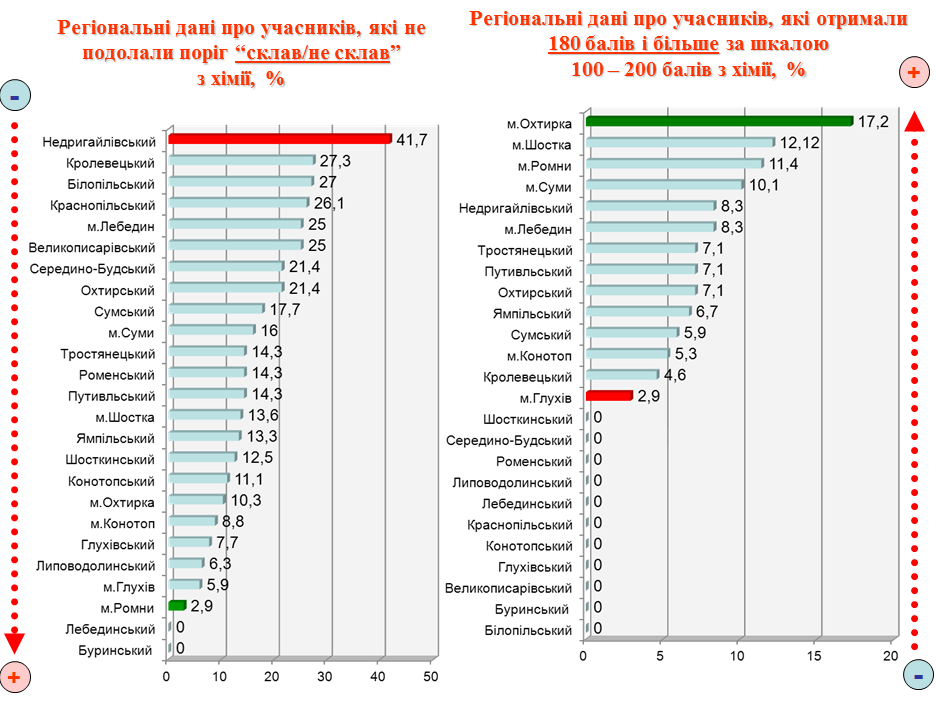 Регіональні дані про учасників, які не
подолали поріг “склав/не склав”
з хімії, %
-
Недригайлівський 41,7
Кролевецький 27,3
Білопільський 27
Краснопільський 26,1
м.Лебедин 25
Великописарівський 25
Середино-Будський 21,4
Охтирський 21,4
Сумський 17,7
м.Суми 16
Тростянецький 14,3
Роменський 14,3
Путивльський 14,3
м.Шостка 13,6
Ямпільський 13,3
Шосткинський 12,5
Конотопський 11,1
м.Охтирка 10,3
м.Конотоп 8,8
Глухівський 7,7
Липоводолинський 6,3
м.Глухів 5,9
м.Ромни 2,9
Лебединський 0
Буринський 0
0 10 20 30 40 50
+
Регіональні дані про учасників, які отримали
180 балів і більше за шкалою
100 – 200 балів з хімії, %
+
м.Охтирка 17,2
м.Шостка 12,12
м.Ромни 11,4
м.Суми 10,1
Недригайлівський 8,3
м.Лебедин 8,3
Тростянецький 7,1
Путивльський 7,1
Охтирський 7,1
Ямпільський 6,7
Сумський 5,9
м.Конотоп 5,3
Кролевецький 4,6
м.Глухів 2,9
Шосткинський 0
Середино-Будський 0
Роменський 0
Липоводолинський 0
Лебединський 0
Краснопільський 0
Конотопський 0
Глухівський 0
Великописарівський 0
Буринський 0
Білопільський 0
0 5 10 15 20
-